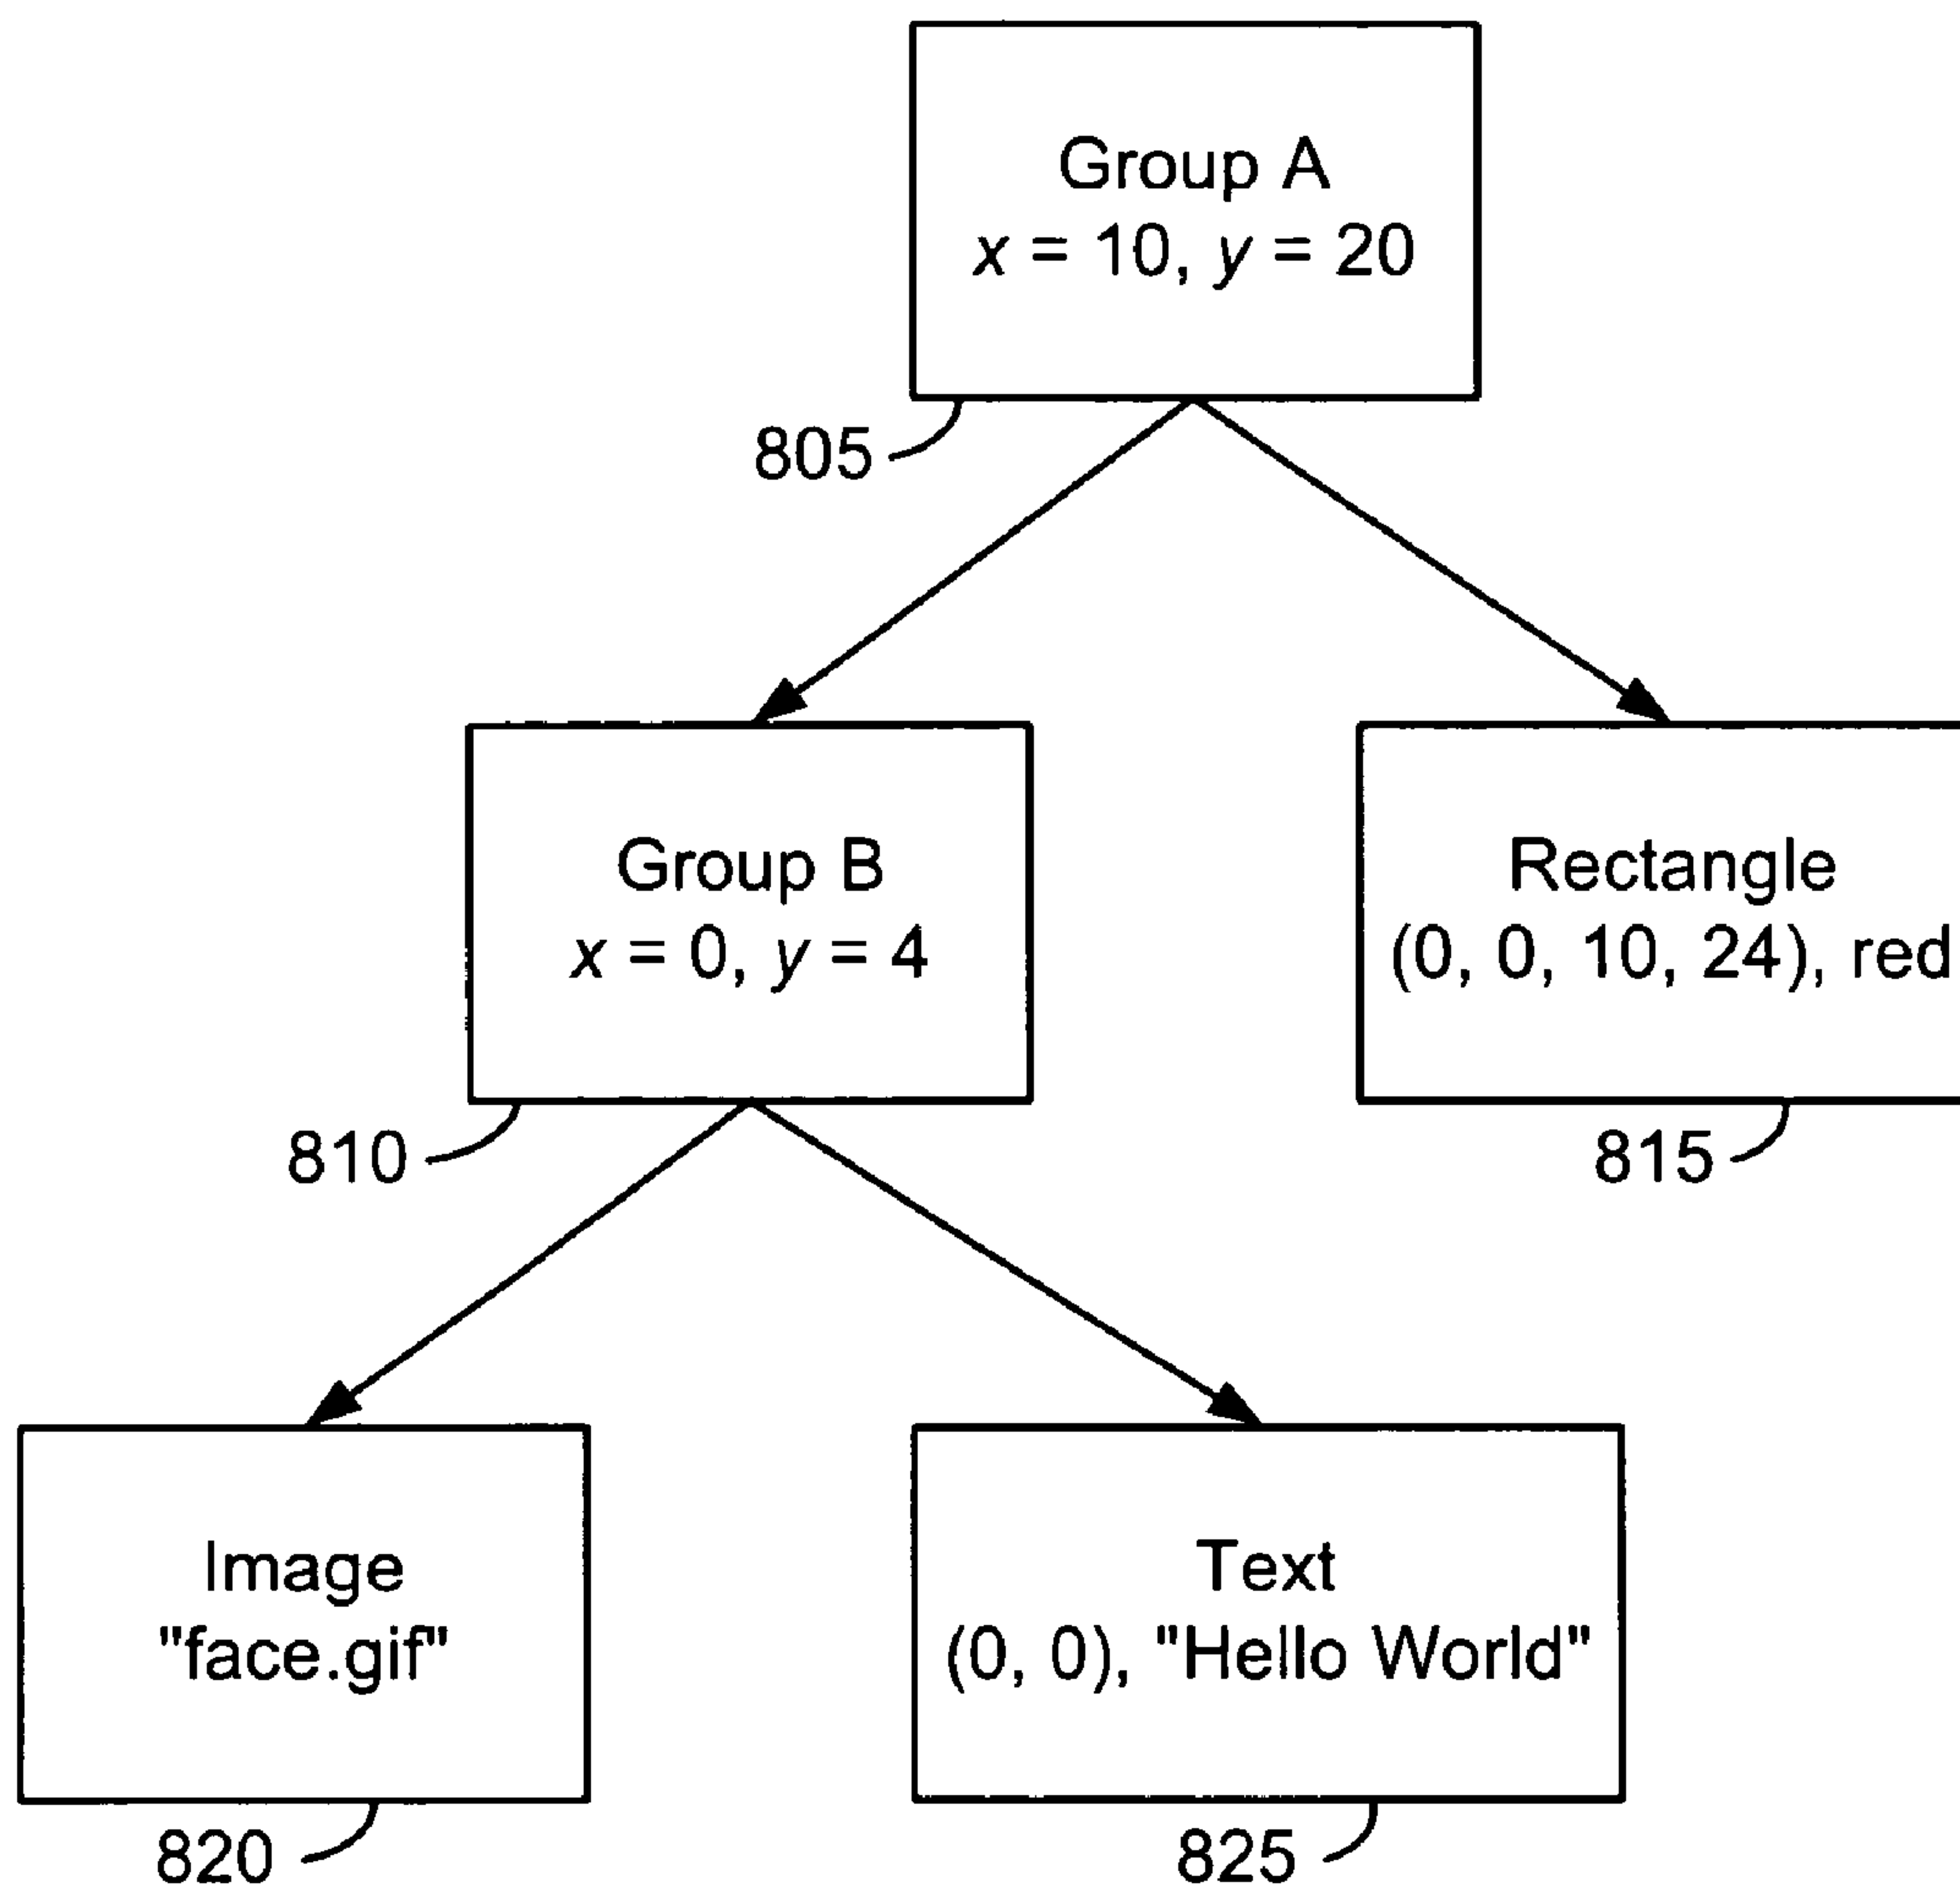 Group A
x = 10, y = 20
805
Group B
x = 0, y = 4
Rectangle
(0, 0, 10, 24), red
810
815
Image
"face.gif"
Text
(0, 0), "Hello World"
820
825